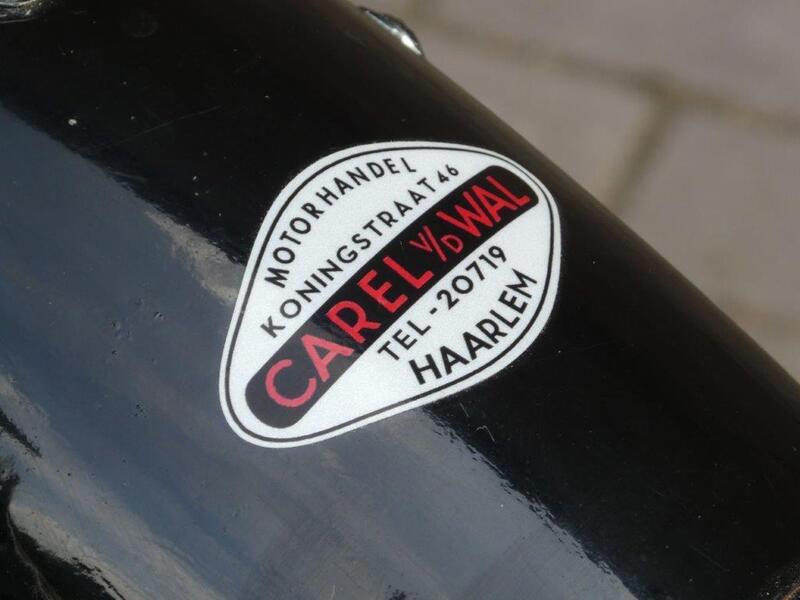 MOTORHANDEL
KONINGSTRAAT 46
CAREL V/D WAL
TEL-20719
HAARLEM